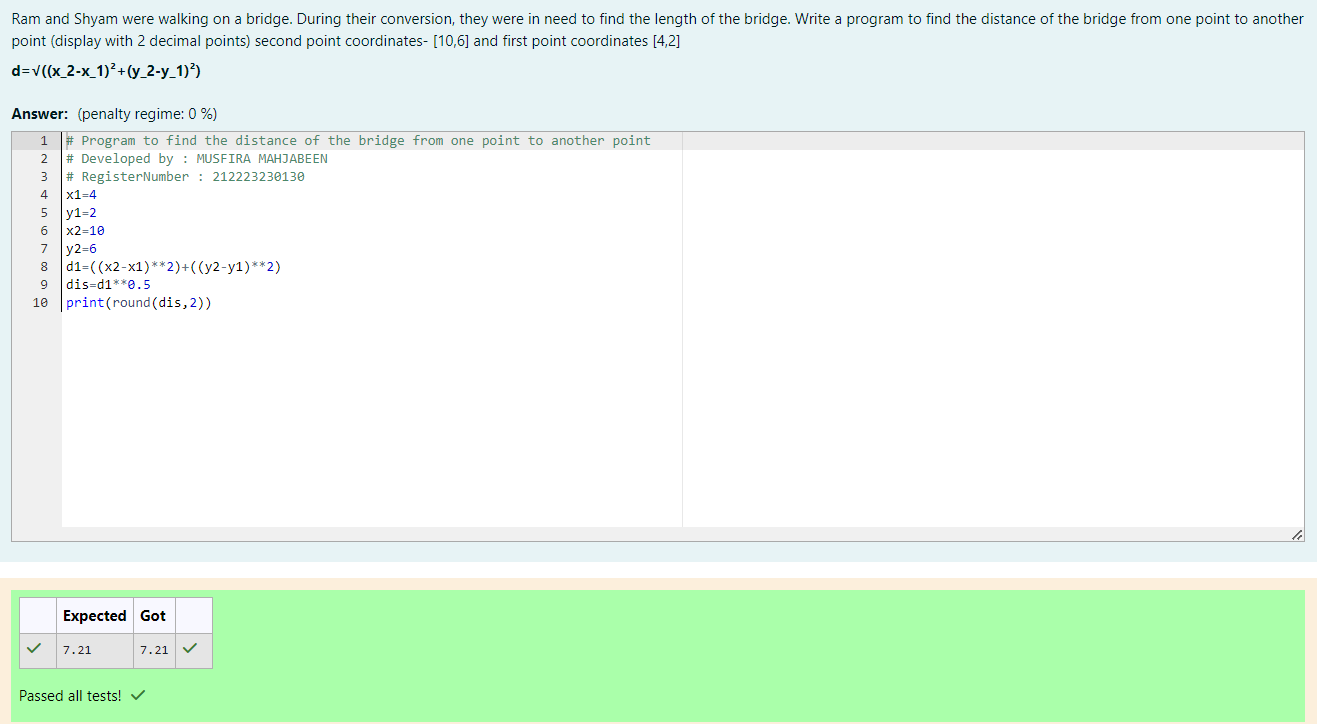 Ram and Shyam were walking on a bridge. During their conversion, they were in need to find the length of the bridge. Write a program to find the distance of the bridge from one point to another
point (display with 2 decimal points) second point coordinates- [10,6] and first point coordinates [4,2]
d=√((x_2-x_1)²+(y_2-y_1)²)
Answer: (penalty regime: 0 %)
1 # Program to find the distance of the bridge from one point to another point
2 # Developed by : MUSFIRA MAHJABEEN
3 # RegisterNumber : 212223230130
4 x1=4
5 y1=2
6 x2=10
7 y2=6
8 d1=((x2-x1)**2)+((y2-y1)**2)
9 dis=d1**0.5
10 print(round(dis,2))
Expected Got
7.21 7.21
Passed all tests!